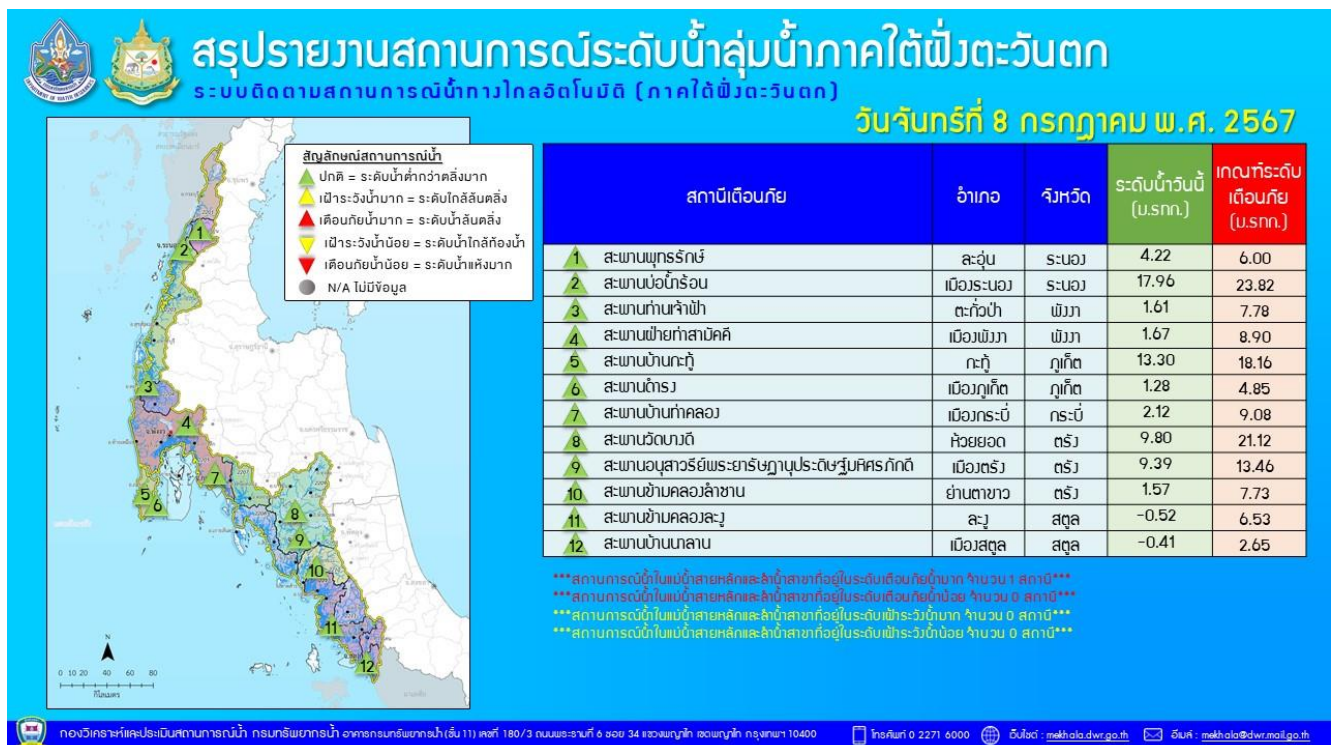 สรุปรายงานสถานการณ์ระดับน้ำลุ่มน้ำภาคใต้ฝั่งตะวันตก
ระบบติดตามสถานการณ์น้ำทางไกลอัตโนมัติ (ภาคใต้ฝั่งตะวันตก)
วันจันทร์ที่ 8 กรกฎาคม พ.ศ. 2567
สัญลักษณ์สถานการณ์น้ำ
ปกติ = ระดับน้ำต่ำกว่าตลิ่งมาก
เฝ้าระวังน้ำมาก = ระดับใกล้ล้นตลิ่ง
เตือนภัยน้ำมาก = ระดับน้ำล้นตลิ่ง
เฝ้าระวังน้ำน้อย = ระดับน้ำใกล้ท้องน้ำ
เตือนภัยน้ำน้อย = ระดับน้ำแห้งมาก
N/A ไม่มีข้อมูล
1
2
3
4
5
6
7
8
9
10
11
12
N
0 10 20 40 60 80
กิโลเมตร
สถานีเตือนภัย อำเภอ จังหวัด ระดับน้ำวันนี้ (ม.รทก.) เกณฑ์ระดับเตือนภัย (ม.รทก.)
1 สะพานพุทธรักษ์ ละอุ่น ระนอง 4.22 6.00
2 สะพานบ่อน้ำร้อน เมืองระนอง ระนอง 17.96 23.82
3 สะพานท่านเจ้าฟ้า ตะกั่วป่า พังงา 1.61 7.78
4 สะพานฝ่ายท่าสามัคคี เมืองพังงา พังงา 1.67 8.90
5 สะพานบ้านกะทู้ กะทู้ ภูเก็ต 13.30 18.16
6 สะพานดำรง เมืองภูเก็ต ภูเก็ต 1.28 4.85
7 สะพานบ้านท่าคลอง เมืองกระบี่ กระบี่ 2.12 9.08
8 สะพานวัดบางดี ห้วยยอด ตรัง 9.80 21.12
9 สะพานอนุสาวรีย์พระยารัษฎานุประดิษฐ์มหิศรภักดี เมืองตรัง ตรัง 9.39 13.46
10 สะพานข้ามคลองลำชาน ย่านตาขาว ตรัง 1.57 7.73
11 สะพานข้ามคลองละงู ละงู สตูล -0.52 6.53
12 สะพานบ้านนาลาน เมืองสตูล สตูล -0.41 2.65
***สถานการณ์น้ำในแม่น้ำสายหลักและลำน้ำสาขาที่อยู่ในระดับเตือนภัยน้ำมาก จำนวน 1 สถานี***
***สถานการณ์น้ำในแม่น้ำสายหลักและลำน้ำสาขาที่อยู่ในระดับเตือนภัยน้ำน้อย จำนวน 0 สถานี***
***สถานการณ์น้ำในแม่น้ำสายหลักและลำน้ำสาขาที่อยู่ในระดับเฝ้าระวังน้ำมาก จำนวน 0 สถานี***
***สถานการณ์น้ำในแม่น้ำสายหลักและลำน้ำสาขาที่อยู่ในระดับเฝ้าระวังน้ำน้อย จำนวน 0 สถานี***
กองวิเคราะห์และประเมินสถานการณ์น้ำ กรมทรัพยากรน้ำ อาคารกรมทรัพยากรน้ำ (ชั้น 11) เลขที่ 180/3 ถนนพระรามที่ 6 ซอย 34 แขวงพญาไท เขตพญาไท กรุงเทพฯ 10400 โทรศัพท์ 0 2271 6000 เว็บไซต์ : mekhala.dwr.go.th อีเมล์ : mekhala@dwr.mail.go.th